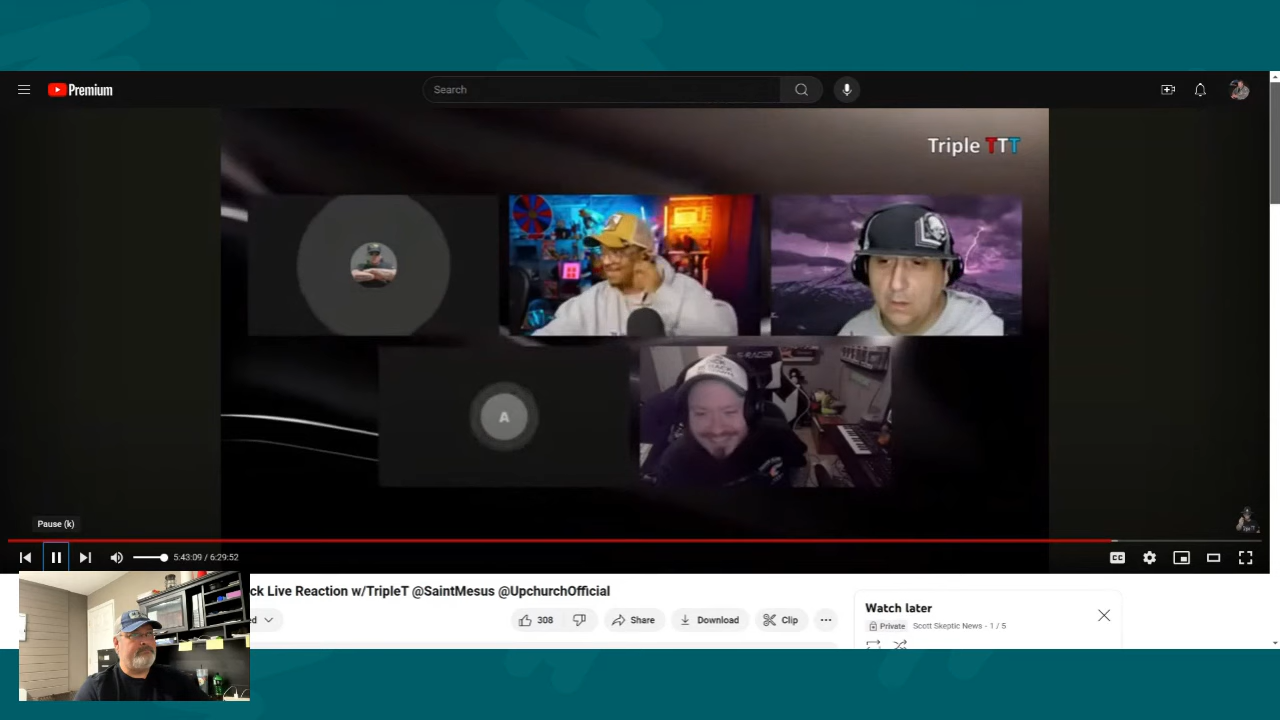 Premium
Search
Triple TTT
A
Pause (k)
5:43:09 / 6:29:52
ck Live Reaction w/TripleT @SaintMesus @UpchurchOfficial
308
Share
Download
Clip
Watch later
Private
Scott Skeptic News - 1 / 5